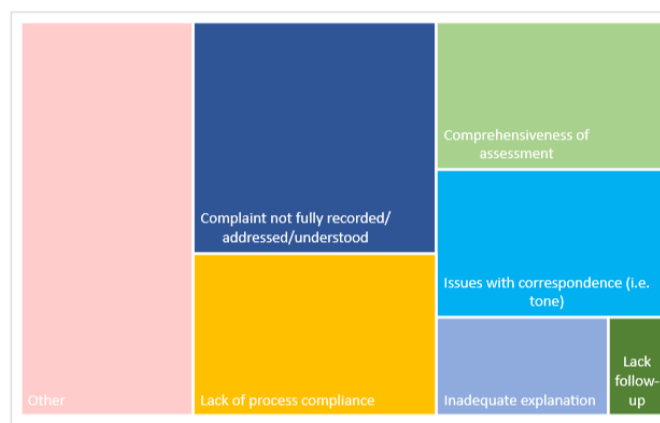 Comprehensiveness of
assessment
Complaint not fully recorded/
addressed/understood
Issues with correspondence (i.e.
tone)
Other
Lack of process compliance
Inadequate explanation
Lack
follow-
up